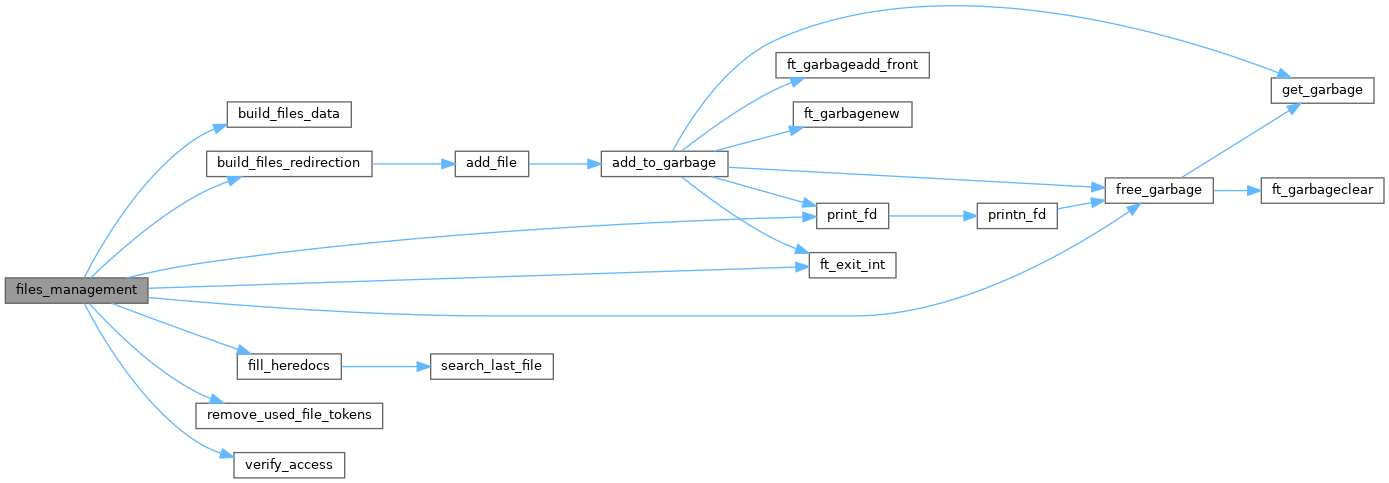 files_management
build_files_data
build_files_redirection
add_file
add_to_garbage
ft_garbageadd_front
ft_garbagenew
get_garbage
free_garbage
ft_garbageclear
print_fd
printn_fd
ft_exit_int
fill_heredocs
search_last_file
remove_used_file_tokens
verify_access